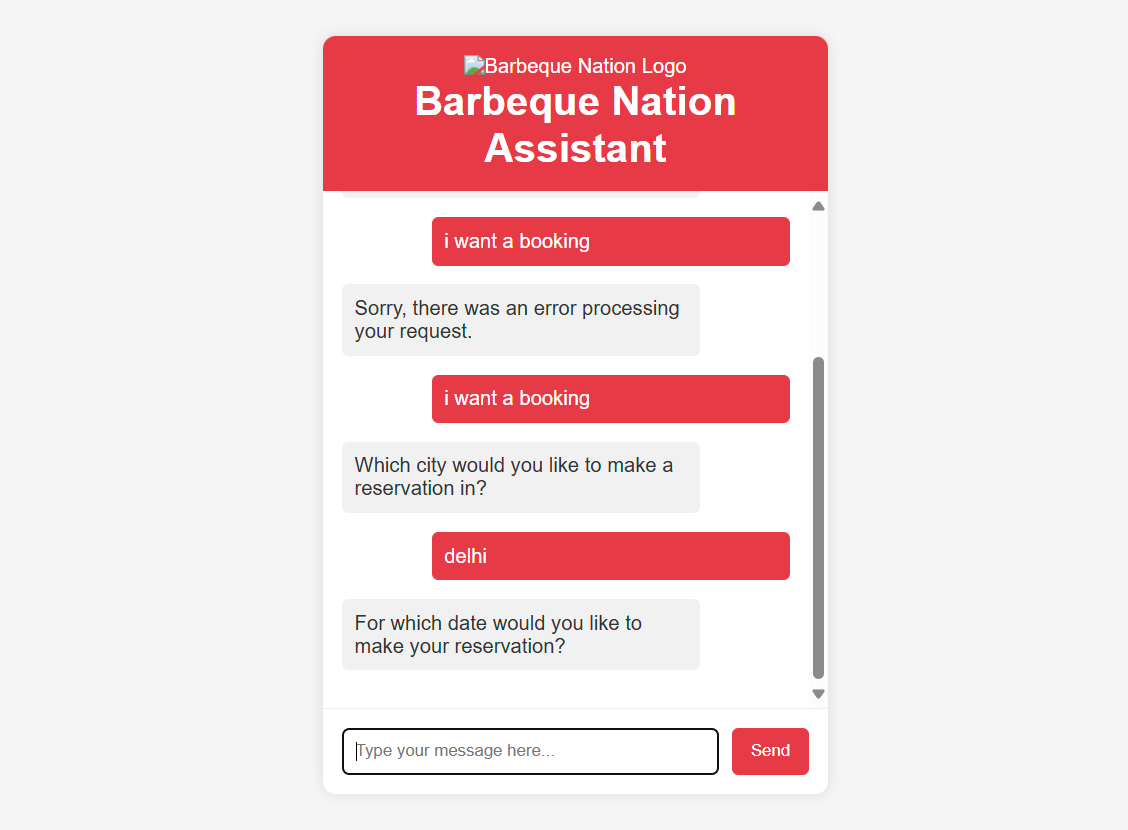 Barbeque Nation Logo
Barbeque Nation
Assistant
i want a booking
Sorry, there was an error processing
your request.
i want a booking
Which city would you like to make a
reservation in?
delhi
For which date would you like to
make your reservation?
Type your message here...
Send